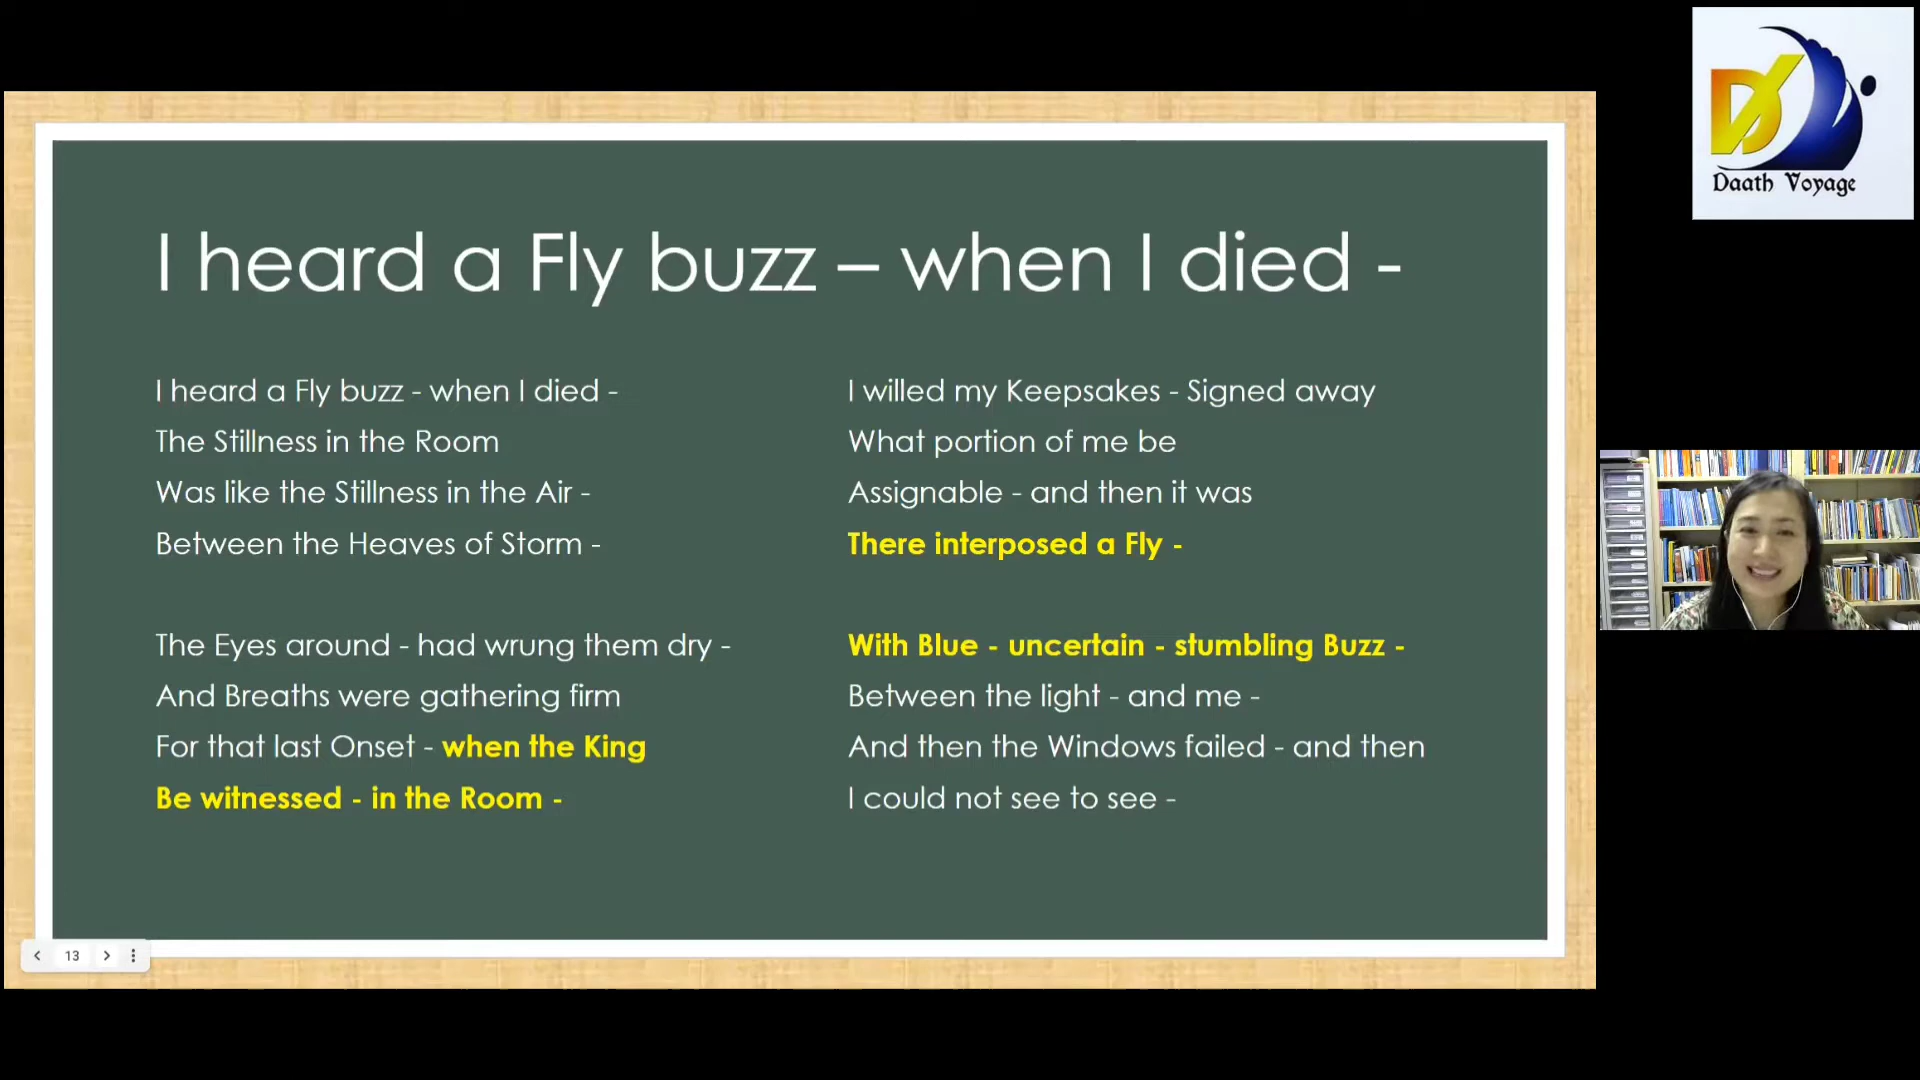 I heard a Fly buzz – when I died -
I heard a Fly buzz - when I died -
The Stillness in the Room
Was like the Stillness in the Air -
Between the Heaves of Storm -
The Eyes around - had wrung them dry -
And Breaths were gathering firm
For that last Onset - when the King
Be witnessed - in the Room -
I willed my Keepsakes - Signed away
What portion of me be
Assignable - and then it was
There interposed a Fly -
With Blue - uncertain - stumbling Buzz -
Between the light - and me -
And then the Windows failed - and then
I could not see to see -
13
DV
Daath Voyage